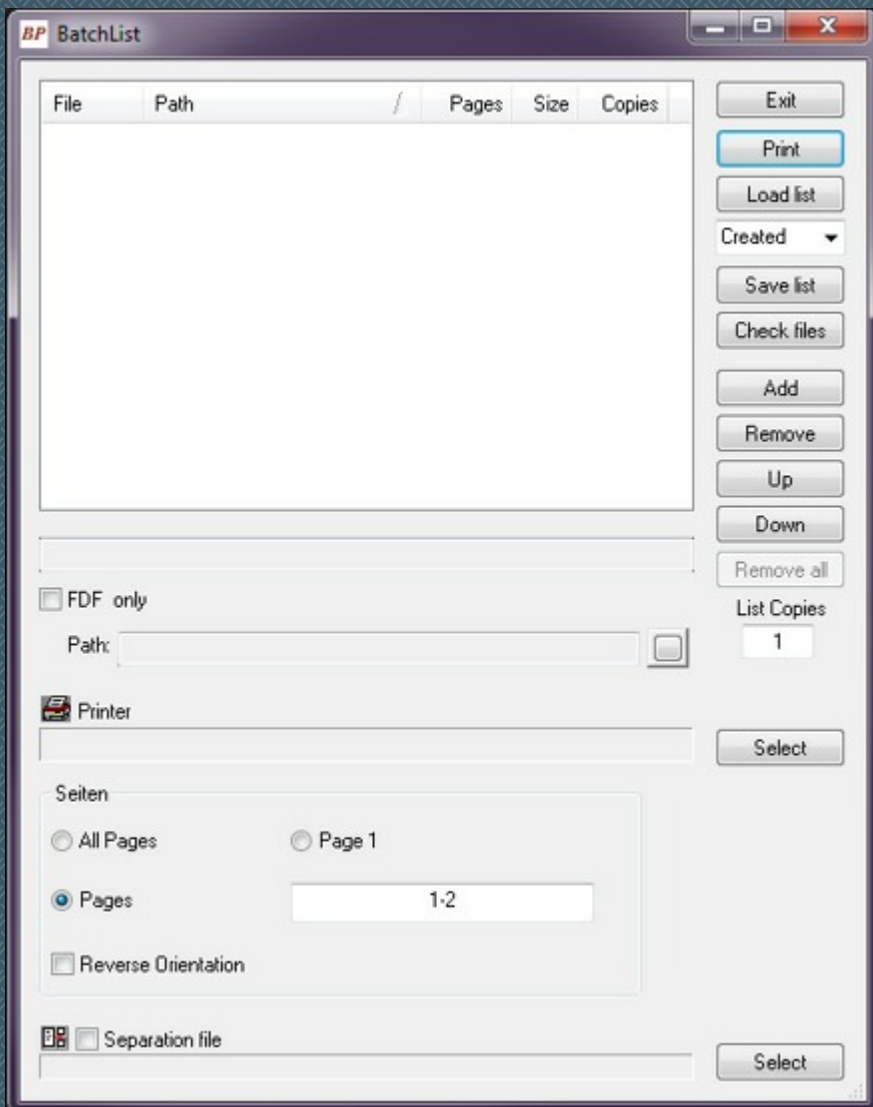 BP BatchList
File Path / Pages Size Copies
Exit
Print
Load list
Created
Save list
Check files
Add
Remove
Up
Down
Remove all
List Copies
1
FDF only
Path:
Printer
Select
Seiten
All Pages Page 1
Pages 1-2
Reverse Orientation
Separation file
Select